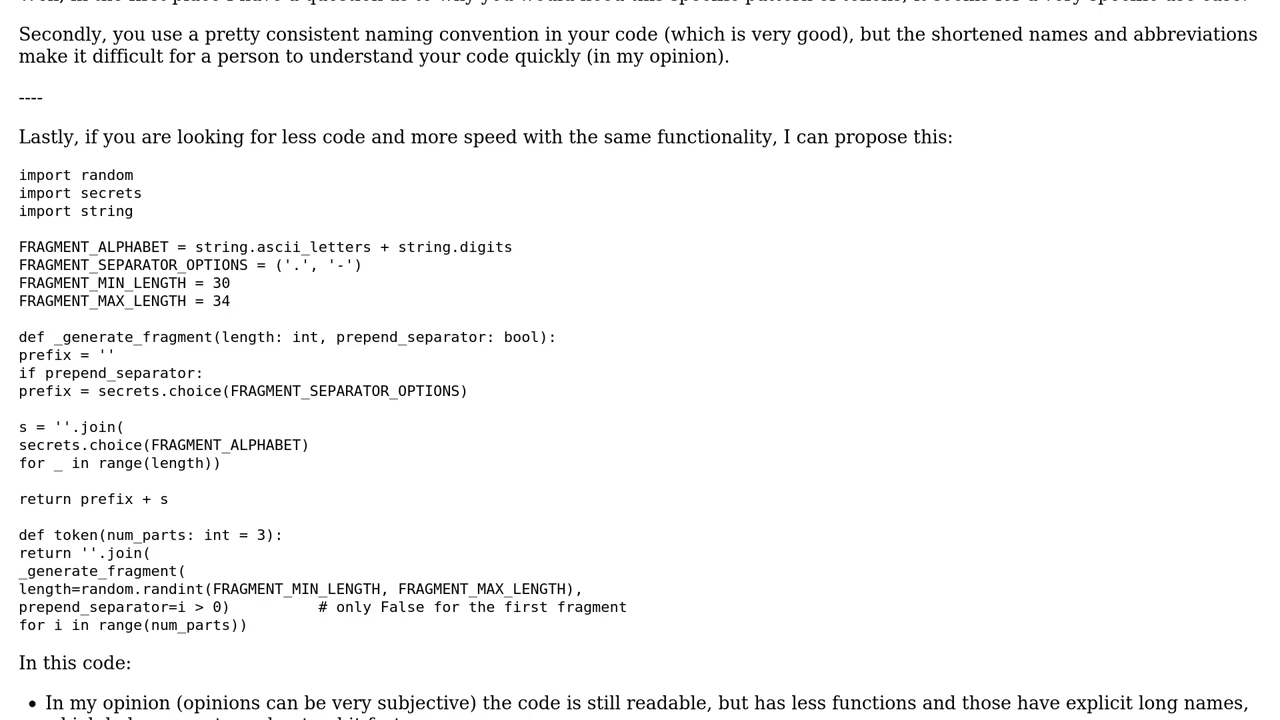 Secondly, you use a pretty consistent naming convention in your code (which is very good), but the shortened names and abbreviations
make it difficult for a person to understand your code quickly (in my opinion).
----
Lastly, if you are looking for less code and more speed with the same functionality, I can propose this:
import random
import secrets
import string
FRAGMENT_ALPHABET = string.ascii_letters + string.digits
FRAGMENT_SEPARATOR_OPTIONS = ('.', '-')
FRAGMENT_MIN_LENGTH = 30
FRAGMENT_MAX_LENGTH = 34
def _generate_fragment(length: int, prepend_separator: bool):
prefix = ''
if prepend_separator:
prefix = secrets.choice(FRAGMENT_SEPARATOR_OPTIONS)
s = ''.join(
secrets.choice(FRAGMENT_ALPHABET)
for _ in range(length))
return prefix + s
def token(num_parts: int = 3):
return ''.join(
_generate_fragment(
length=random.randint(FRAGMENT_MIN_LENGTH, FRAGMENT_MAX_LENGTH),
prepend_separator=i > 0)          # only False for the first fragment
for i in range(num_parts))
In this code:
• In my opinion (opinions can be very subjective) the code is still readable, but has less functions and those have explicit long names,